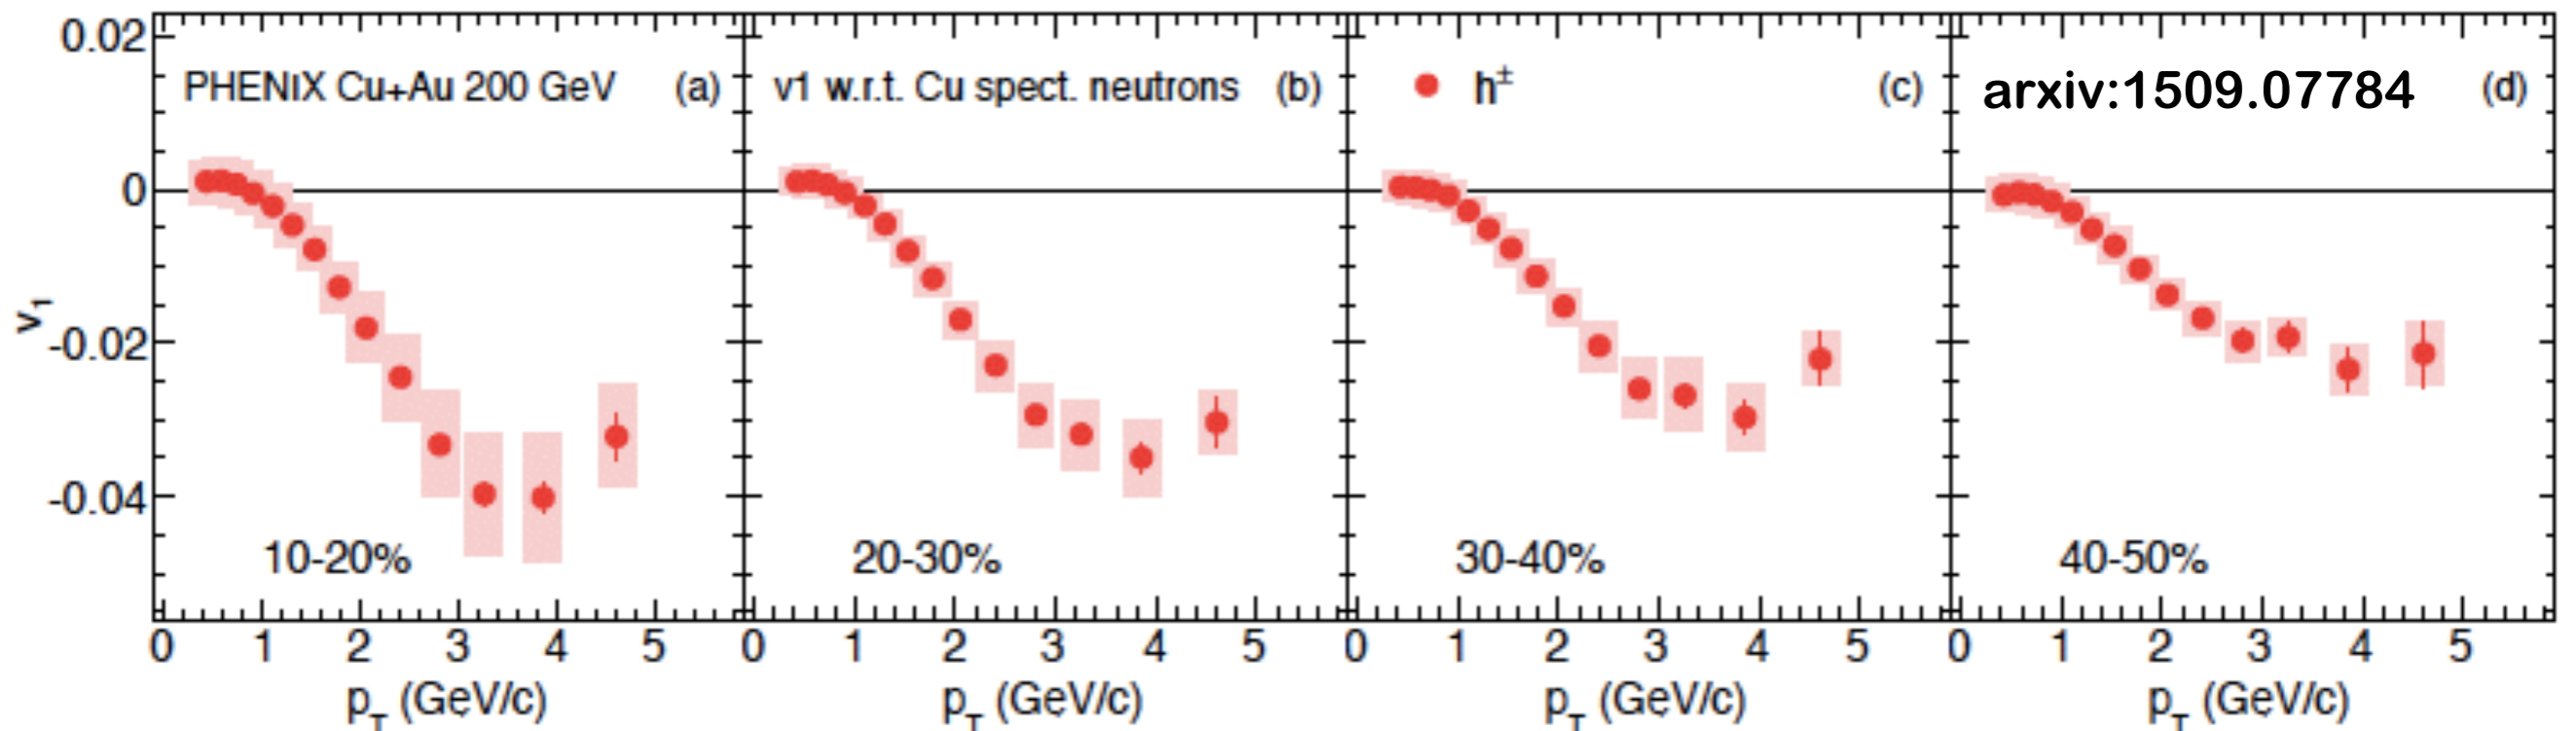 0.02
0
-0.02
-0.04
v1
PHENIX Cu+Au 200 GeV (a)
10-20%
0 1 2 3 4 5
pT (GeV/c)
v1 w.r.t. Cu spect. neutrons (b)
20-30%
0 1 2 3 4 5
pT (GeV/c)
h± (c)
30-40%
0 1 2 3 4 5
pT (GeV/c)
arxiv:1509.07784 (d)
40-50%
0 1 2 3 4 5
pT (GeV/c)